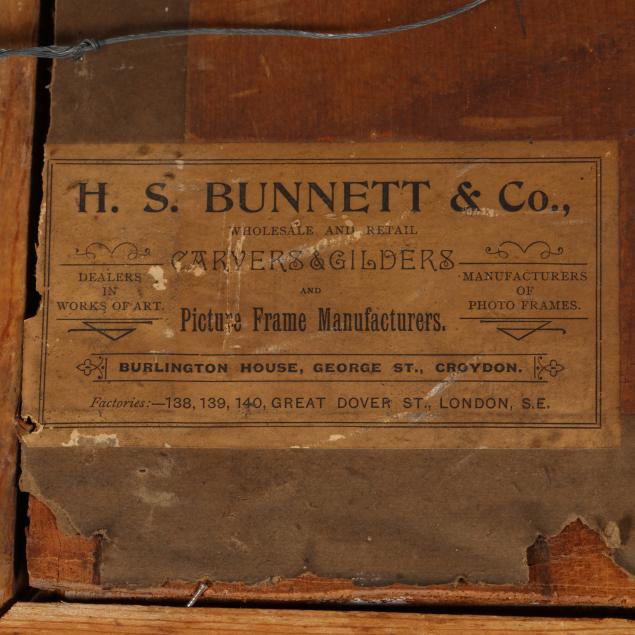 H. S. BUNNETT & Co.,
WHOLESALE AND RETAIL
CARVERS & GILDERS
DEALERS
IN
WORKS OF ART.
AND
MANUFACTURERS
OF
PHOTO FRAMES.
Picture Frame Manufacturers.
BURLINGTON HOUSE, GEORGE ST., CROYDON.
Factories:—138, 139, 140, GREAT DOVER ST., LONDON, S.E.